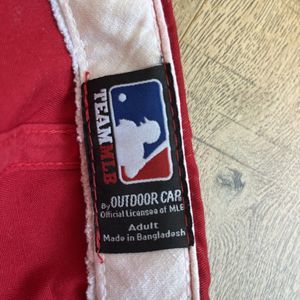 TEAM MLB
By OUTDOOR CAP
Official Licensee of MLB
Adult
Made in Bangladesh